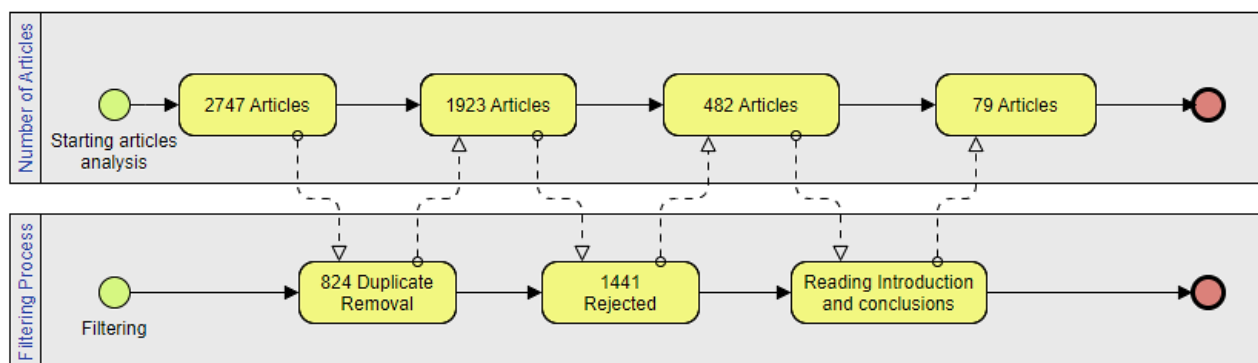 Number of Articles
2747 Articles
1923 Articles
482 Articles
79 Articles
Starting articles
analysis
Filtering Process
824 Duplicate
Removal
1441
Rejected
Reading Introduction
and conclusions
Filtering